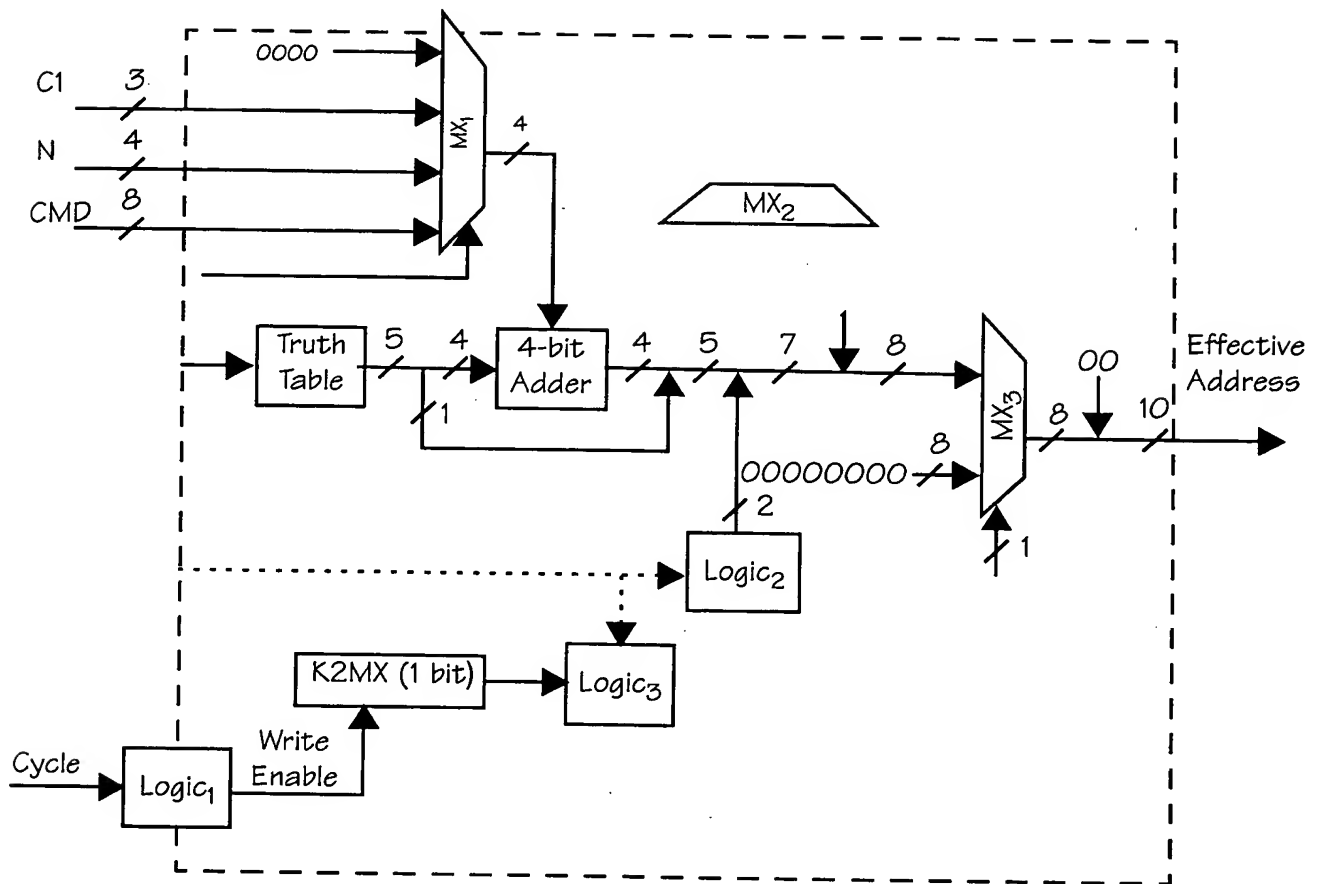 0000
C1
3
N
4
CMD
8
MX1
4
MX2
Truth
Table
5
4
1
4-bit
Adder
4
5
7
1
8
MX3
00
8
10
Effective
Address
00000000
8
2
1
Logic2
K2MX (1 bit)
Logic3
Cycle
Logic1
Write
Enable